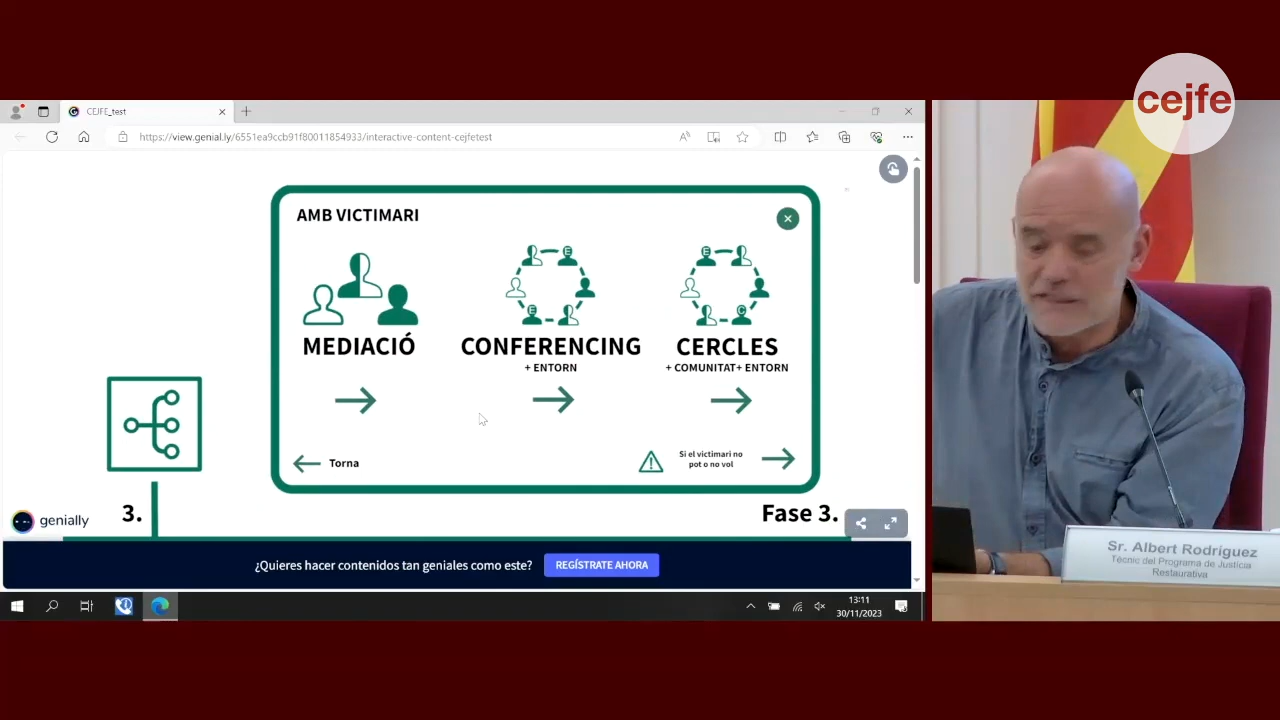 cejfe
CEJFE_test
https://view.genial.ly/6551ea9ccb91f80011854933/interactive-content-cejfetest
AMB VICTIMARI
E
E
E
E
C
MEDIACIÓ
CONFERENCING
CERCLES
+ ENTORN
+ COMUNITAT+ ENTORN
Torna
Si el victimari no
pot o no vol
3.
Fase 3.
genially
¿Quieres hacer contenidos tan geniales como este?
REGÍSTRATE AHORA
13:11
30/11/2023
Sr. Albert Rodríguez
Tècnic del Programa de Justícia
Restaurativa